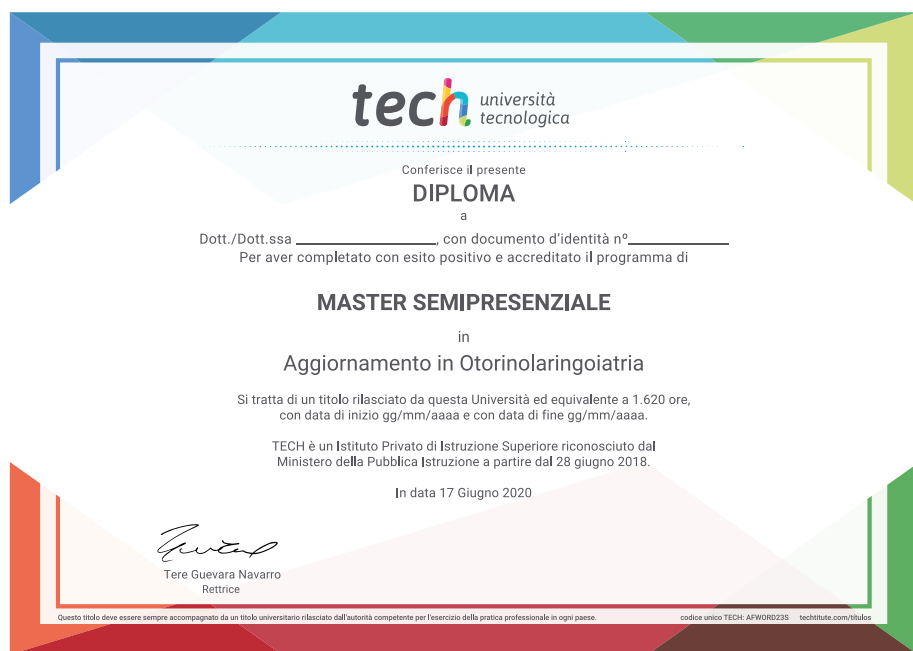 tech università
tecnologica
Conferisce il presente
DIPLOMA
a
Dott./Dott.ssa ________________, con documento d'identità nº____________
Per aver completato con esito positivo e accreditato il programma di
MASTER SEMIPRESENZIALE
in
Aggiornamento in Otorinolaringoiatria
Si tratta di un titolo rilasciato da questa Università ed equivalente a 1.620 ore,
con data di inizio gg/mm/aaaa e con data di fine gg/mm/aaaa.
TECH è un Istituto Privato di Istruzione Superiore riconosciuto dal
Ministero della Pubblica Istruzione a partire dal 28 giugno 2018.
In data 17 Giugno 2020
Tere Guevara Navarro
Rettrice
Questo titolo deve essere sempre accompagnato da un titolo universitario rilasciato dall'autorità competente per l'esercizio della pratica professionale in ogni paese. codice unico TECH: AFWORD23S techtitute.com/titulos